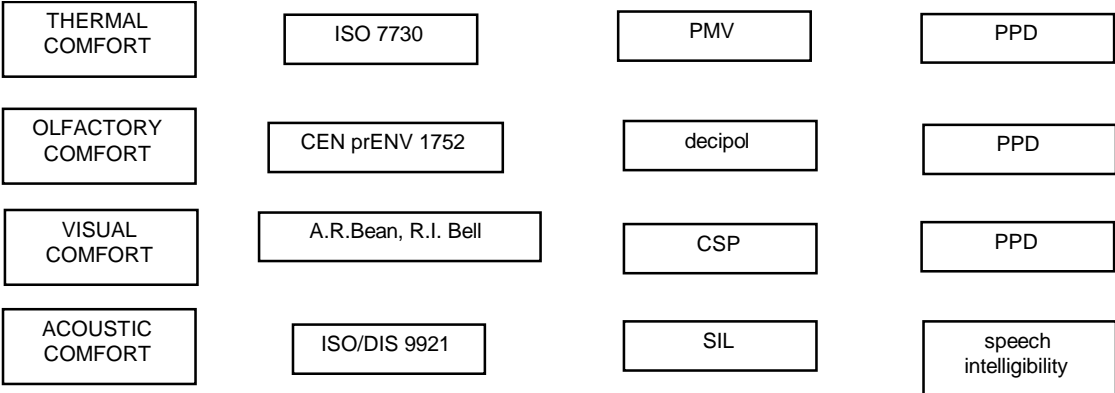 THERMAL
COMFORT
ISO 7730
PMV
PPD
OLFACTORY
COMFORT
CEN prENV 1752
decipol
PPD
VISUAL
COMFORT
A.R.Bean, R.I. Bell
CSP
PPD
ACOUSTIC
COMFORT
ISO/DIS 9921
SIL
speech
intelligibility